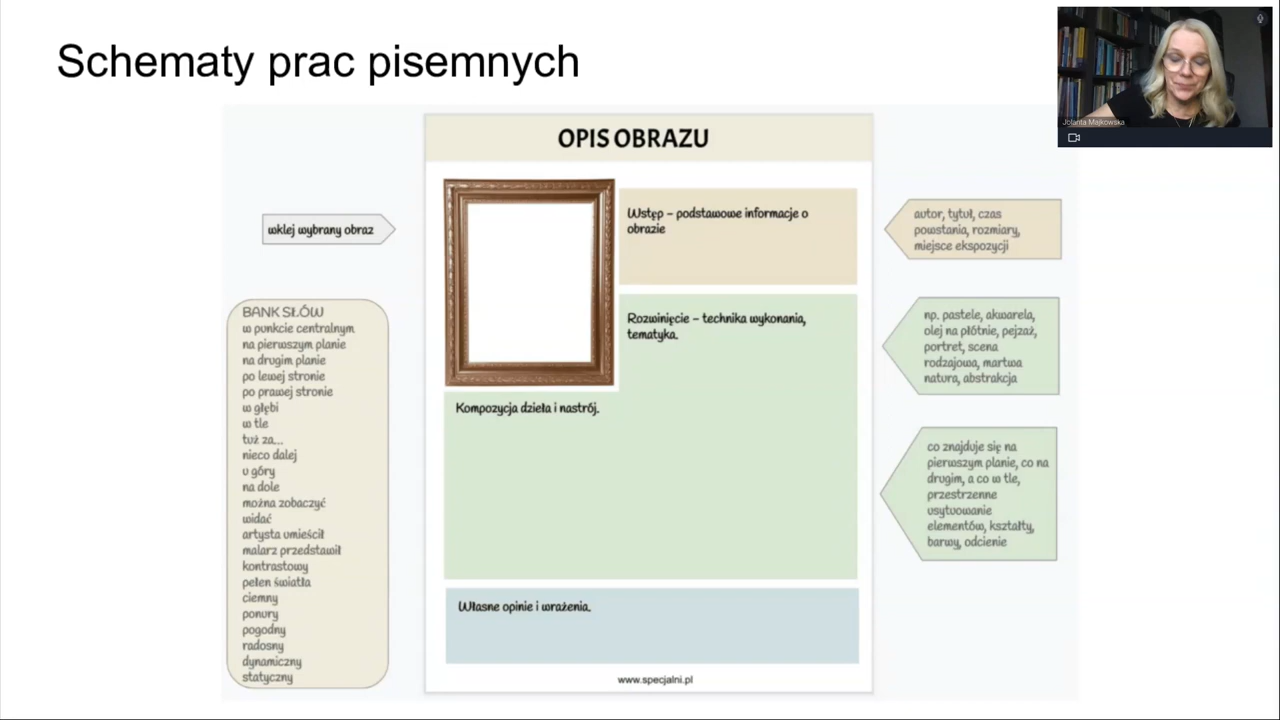 Schematy prac pisemnych
Jolanta Majkowska
OPIS OBRAZU
wklej wybrany obraz
Wstęp – podstawowe informacje o
obrazie
autor, tytuł, czas
powstania, rozmiary,
miejsce ekspozycji
BANK SŁÓW
w punkcie centralnym
na pierwszym planie
na drugim planie
po lewej stronie
po prawej stronie
w głębi
w tle
tuż za...
nieco dalej
u góry
na dole
można zobaczyć
widać
artysta umieścił
malarz przedstawił
kontrastowy
pełen światła
ciemny
ponury
pogodny
radosny
dynamiczny
statyczny
Rozwinięcie – technika wykonania,
tematyka.
np. pastele, akwarela,
olej na płótnie, pejzaż,
portret, scena
rodzajowa, martwa
natura, abstrakcja
Kompozycja dzieła i nastrój.
co znajduje się na
pierwszym planie, co na
drugim, a co w tle,
przestrzenne
usytuowanie
elementów, kształty,
barwy, odcienie
Własne opinie i wrażenia.
www.specjalni.pl